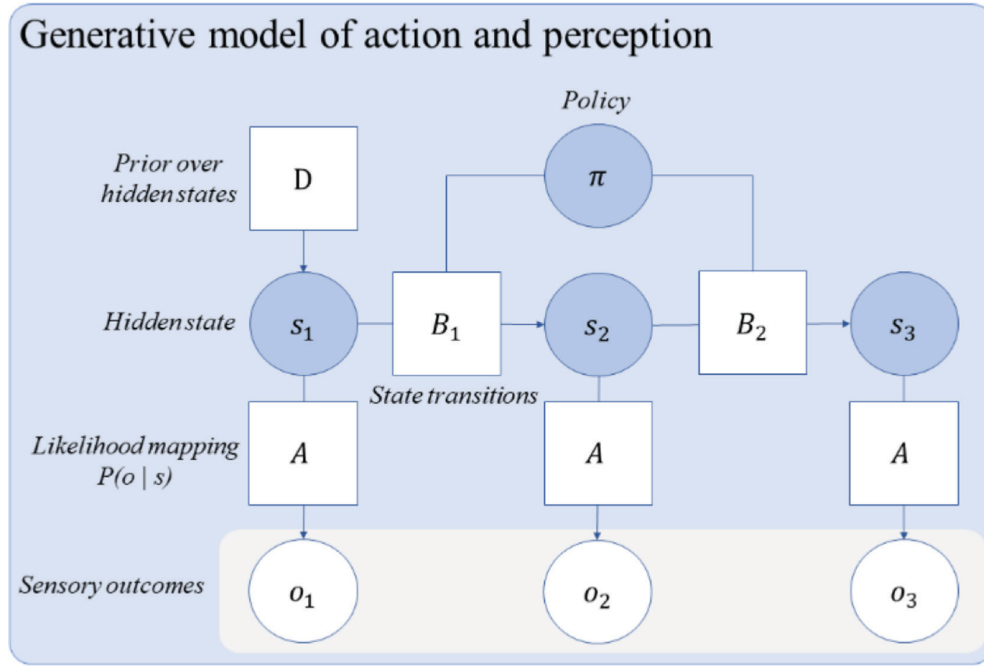 Generative model of action and perception
Policy
Prior over
hidden states
D
π
Hidden state
s₁
B₁
s₂
B₂
s₃
State transitions
Likelihood mapping
P(o | s)
A
A
A
Sensory outcomes
o₁
o₂
o₃